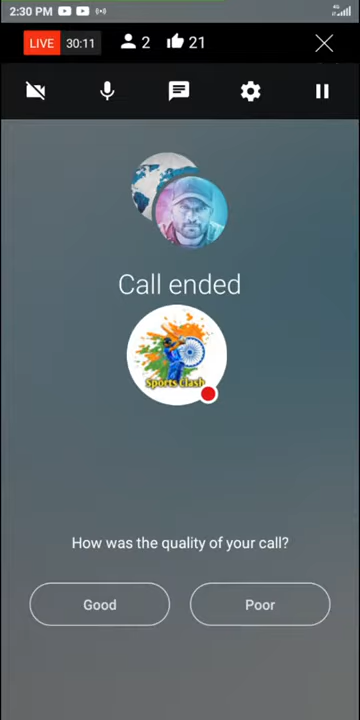 2:30 PM
4G
LIVE 30:11 2 21
Call ended
Sports Clash
How was the quality of your call?
Good Poor